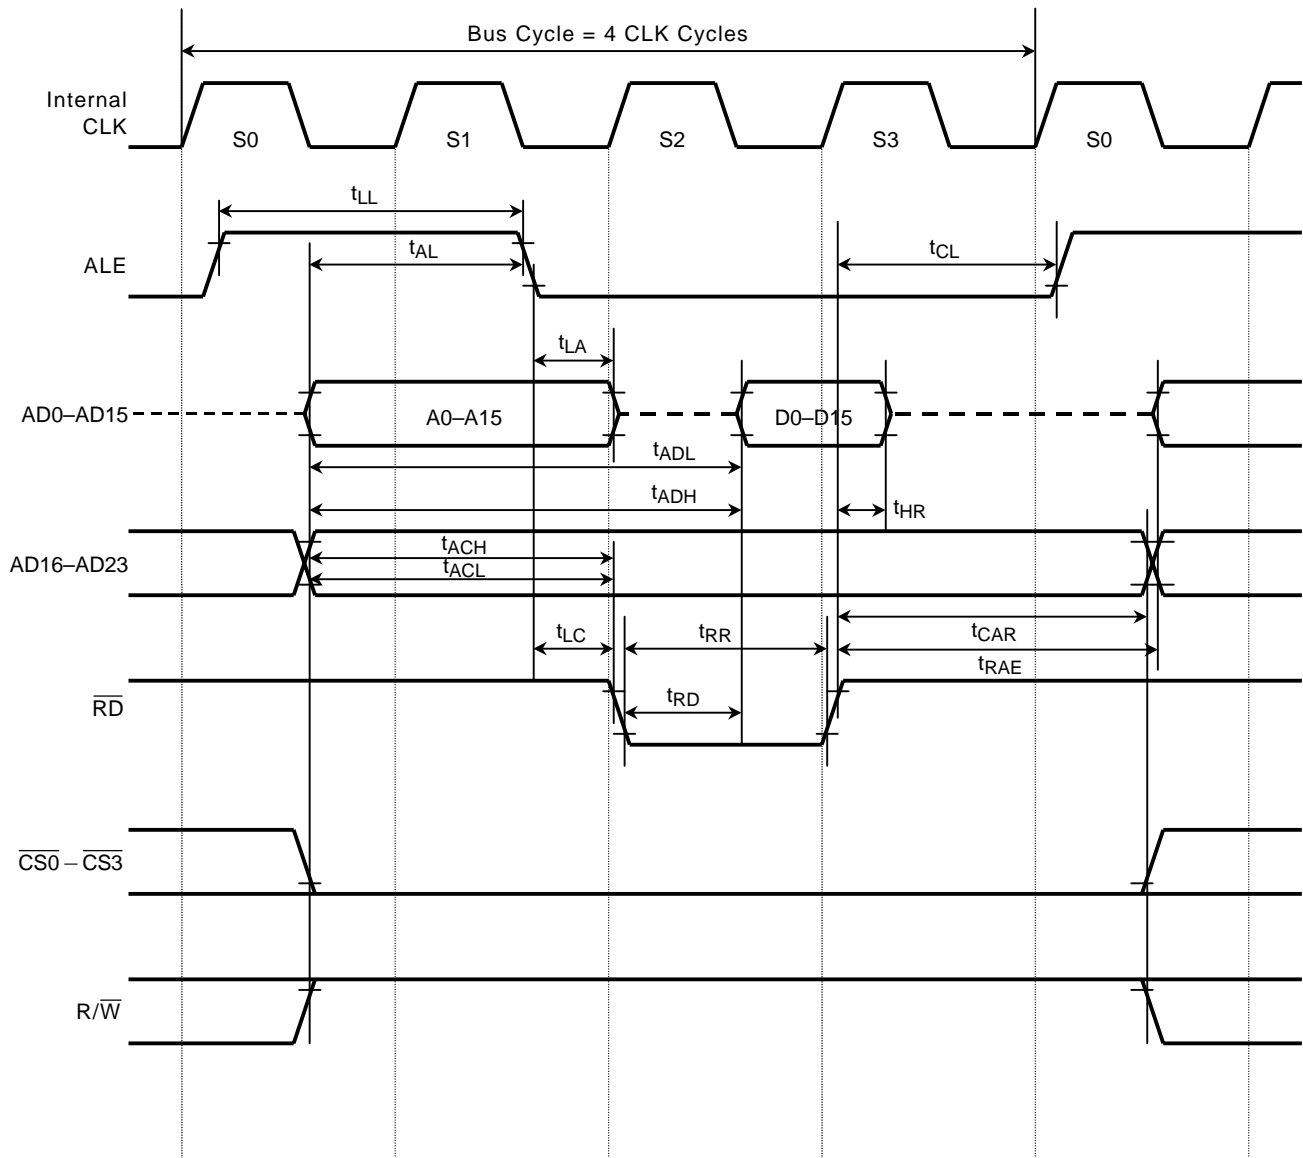 Bus Cycle = 4 CLK Cycles
Internal
CLK
S0 S1 S2 S3 S0
tLL
ALE
tAL
tCL
tLA
AD0–AD15
A0–A15
D0–D15
tADL
tADH
tHR
AD16–AD23
tACH
tACL
tLC
tRR
tCAR
tRAE
RD
tRD
CS0 – CS3
R/W